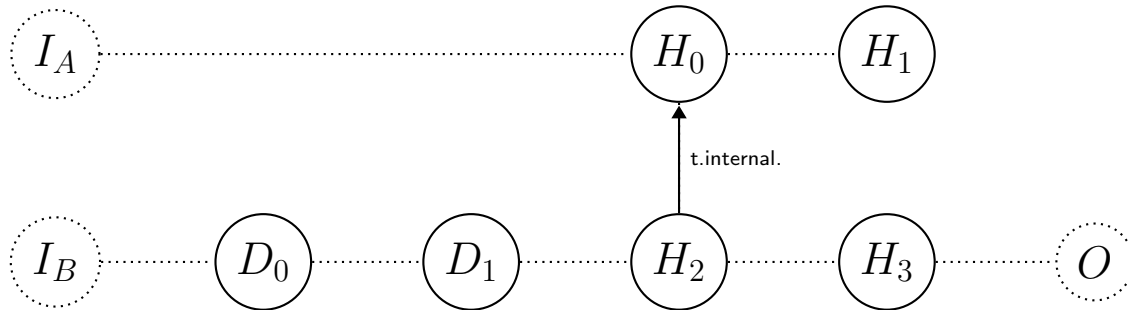 I_A H_0 H_1
t.internal.
I_B D_0 D_1 H_2 H_3 O